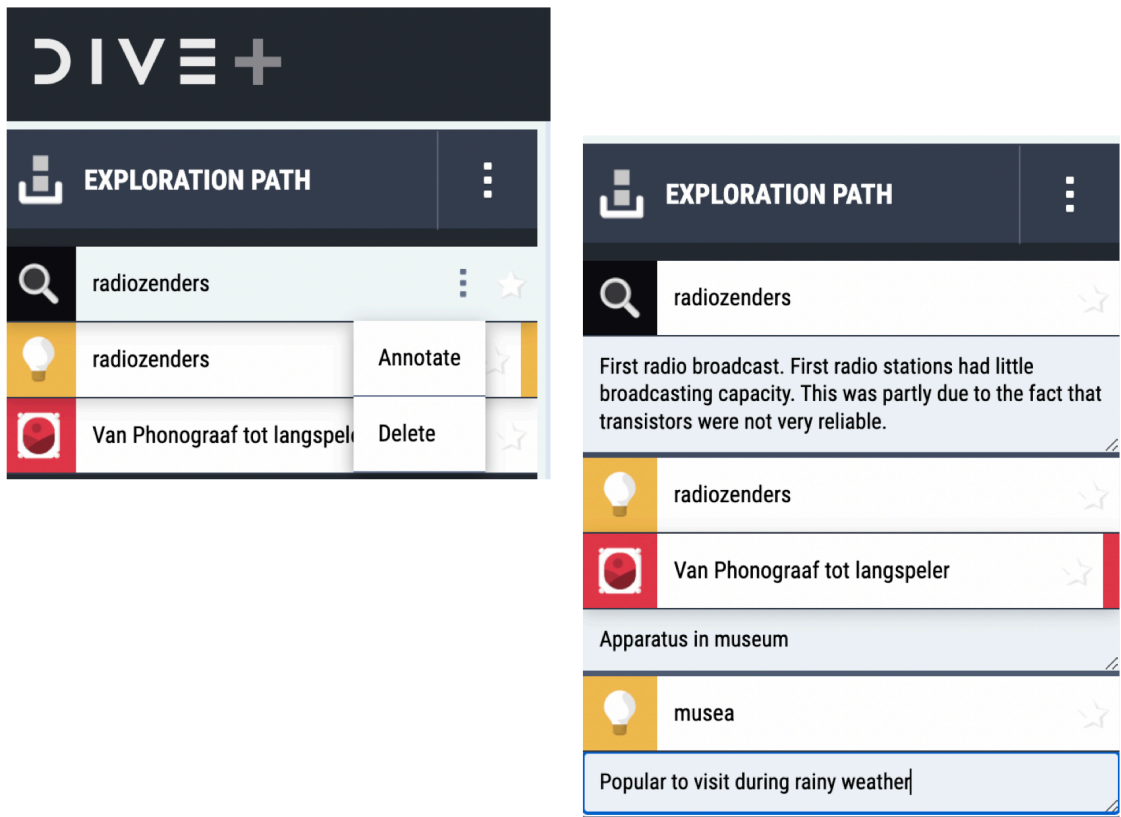 DIVE+
EXPLORATION PATH
radiozenders
radiozenders
Annotate
Van Phonograaf tot langspel
Delete
EXPLORATION PATH
radiozenders
First radio broadcast. First radio stations had little
broadcasting capacity. This was partly due to the fact that
transistors were not very reliable.
radiozenders
Van Phonograaf tot langspeler
Apparatus in museum
musea
Popular to visit during rainy weather